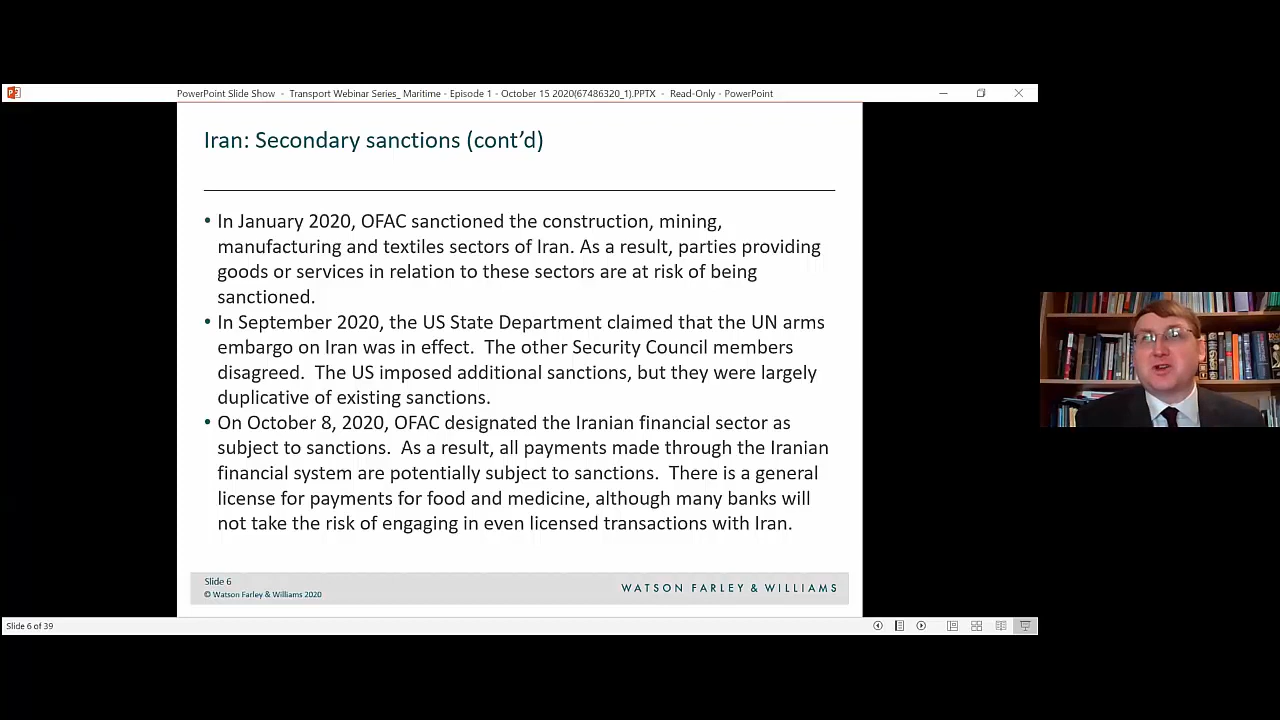 PowerPoint Slide Show - Transport Webinar Series_ Maritime - Episode 1 - October 15 2020(67486320_1).PPTX - Read-Only - PowerPoint
Iran: Secondary sanctions (cont’d)
• In January 2020, OFAC sanctioned the construction, mining,
manufacturing and textiles sectors of Iran. As a result, parties providing
goods or services in relation to these sectors are at risk of being
sanctioned.
• In September 2020, the US State Department claimed that the UN arms
embargo on Iran was in effect. The other Security Council members
disagreed. The US imposed additional sanctions, but they were largely
duplicative of existing sanctions.
• On October 8, 2020, OFAC designated the Iranian financial sector as
subject to sanctions. As a result, all payments made through the Iranian
financial system are potentially subject to sanctions. There is a general
license for payments for food and medicine, although many banks will
not take the risk of engaging in even licensed transactions with Iran.
Slide 6
© Watson Farley & Williams 2020
WATSON FARLEY & WILLIAMS
Slide 6 of 39